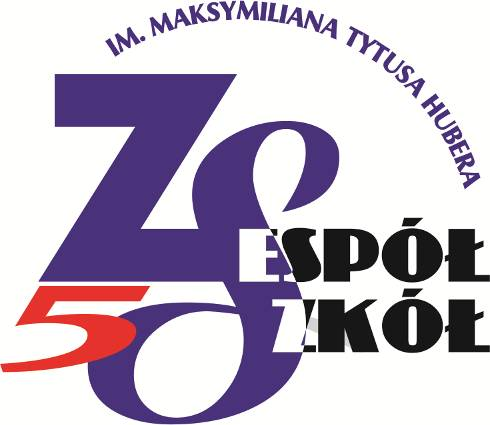 IM. MAKSYMILIANA TYTUSA HUBERA
ZESPÓŁ
5 SZKÓŁ